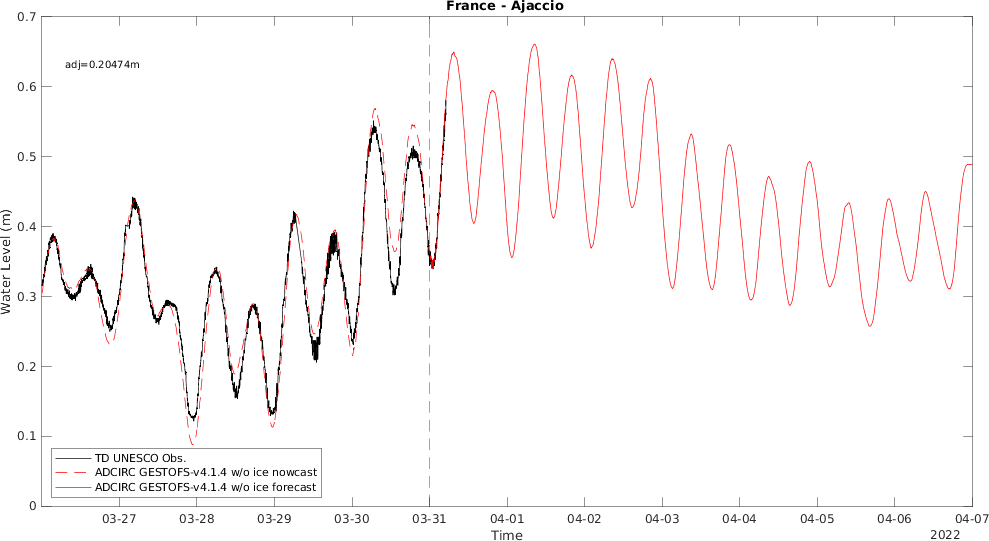 France - Ajaccio
adj=0.20474m
Water Level (m)
0.7
0.6
0.5
0.4
0.3
0.2
0.1
0
TD UNESCO Obs.
ADCIRC GESTOFS-v4.1.4 w/o ice nowcast
ADCIRC GESTOFS-v4.1.4 w/o ice forecast
03-27 03-28 03-29 03-30 03-31 04-01 04-02 04-03 04-04 04-05 04-06 04-07
Time
2022